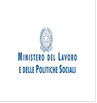 MINISTERO DEL LAVORO
E DELLE POLITICHE SOCIALI